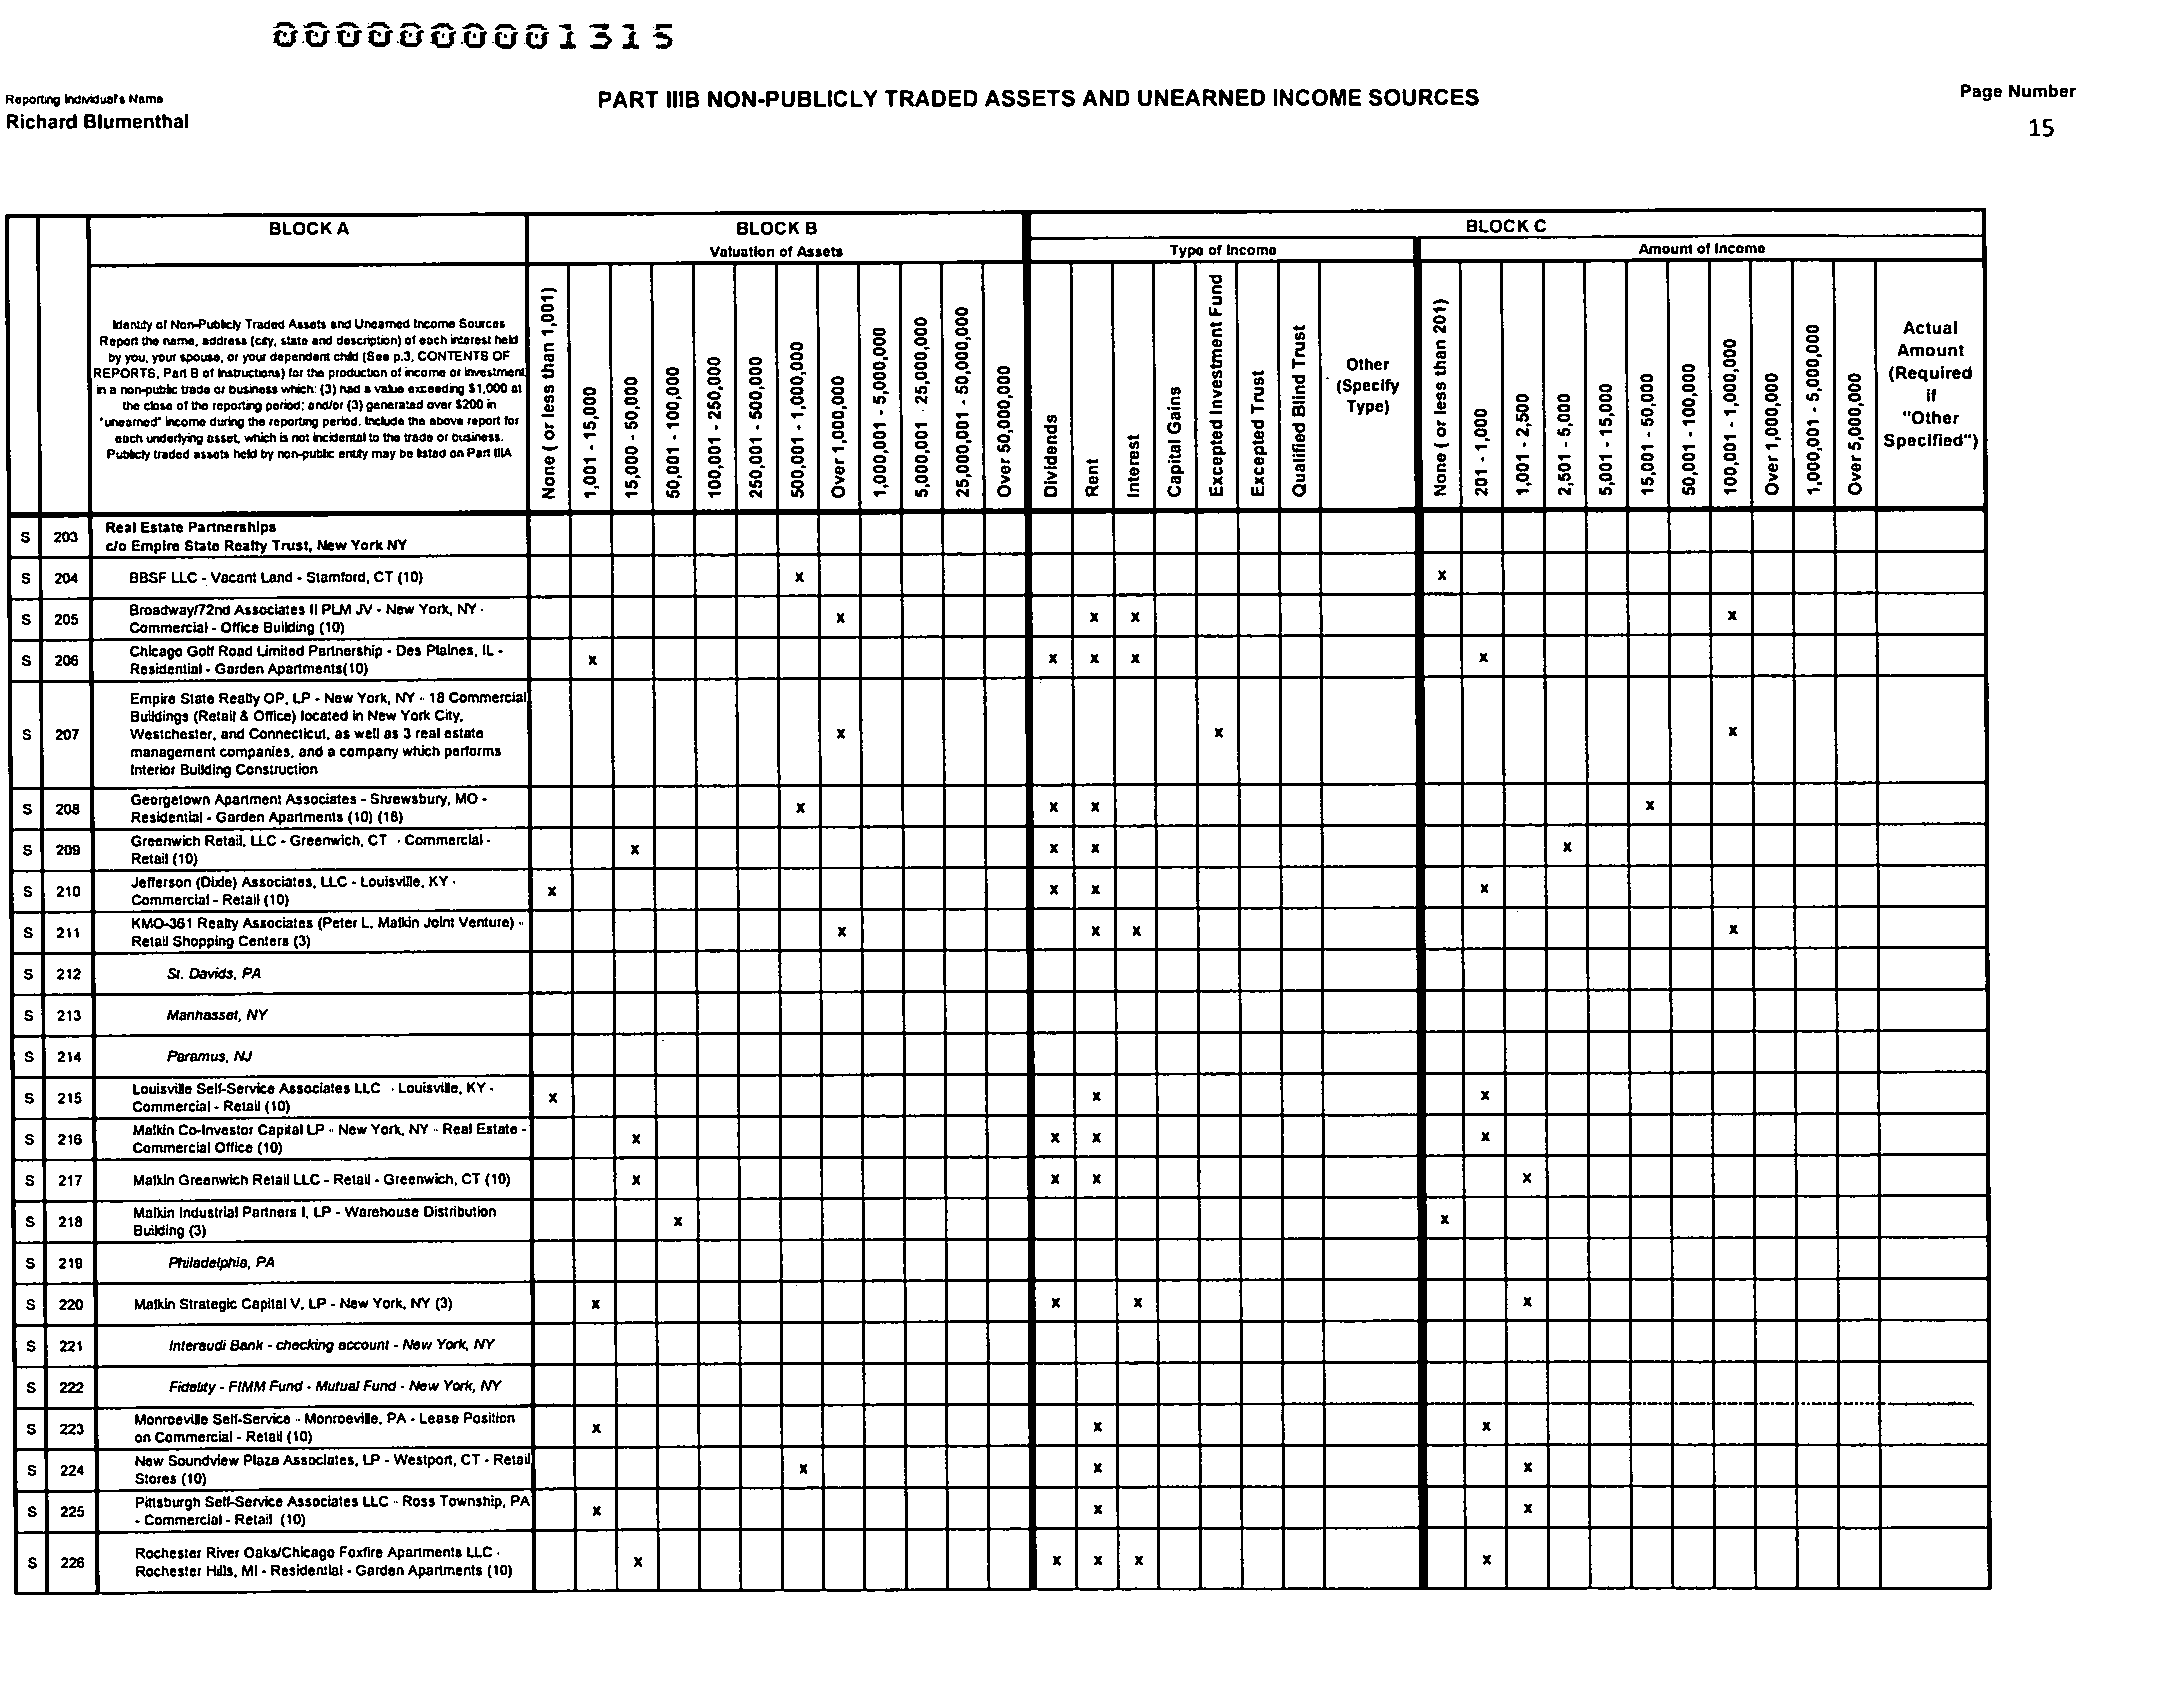 0000000001315
Reporting Individual's Name
Richard Blumenthal
PART IIIB NON-PUBLICLY TRADED ASSETS AND UNEARNED INCOME SOURCES
Page Number
15
BLOCK A
BLOCK B
Valuation of Assets
BLOCK C
Type of Income
Amount of Income
Identity of Non-Publicly Traded Assets and Unearned Income Sources
Report the name, address (city, state and description) of each interest held
by you, your spouse, or your dependent child (See p.3, CONTENTS OF
REPORTS, Part B of Instructions) for the production of income or investment
in a non-public trade or business which: (3) had a value exceeding $1,000 at
the close of the reporting period; and/or (3) generated over $200 in
"unearned" income during the reporting period. Include the above report for
each underlying asset, which is not incidental to the trade or business.
Publicly traded assets held by non-public entity may be listed on Part IIIA
None ( or less than 1,001)
1,001 - 15,000
15,000 - 50,000
50,001 - 100,000
100,001 - 250,000
250,001 - 500,000
500,001 - 1,000,000
Over 1,000,000
1,000,001 - 5,000,000
5,000,001 - 25,000,000
25,000,001 - 50,000,000
Over 50,000,000
Dividends
Rent
Interest
Capital Gains
Excepted Investment Fund
Excepted Trust
Qualified Blind Trust
Other
(Specify
Type)
None ( or less than 201)
201 - 1,000
1,001 - 2,500
2,501 - 5,000
5,001 - 15,000
15,001 - 50,000
50,001 - 100,000
100,001 - 1,000,000
Over 1,000,000
1,000,001 - 5,000,000
Over 5,000,000
Actual
Amount
(Required
if
"Other
Specified")
S 203 Real Estate Partnerships
c/o Empire State Realty Trust, New York NY
S 204 BBSF LLC - Vacant Land - Stamford, CT (10) x x
Broadway/72nd Associates II PLM JV - New York, NY -
S 205 Commercial - Office Building (10) x x x x
Chicago Golf Road Limited Partnership - Des Plaines, IL -
S 206 Residential - Garden Apartments(10) x x x x x
Empire State Realty OP, LP - New York, NY - 18 Commercial
Buildings (Retail & Office) located in New York City,
S 207 Westchester, and Connecticut, as well as 3 real estate x x x
management companies, and a company which performs
Interior Building Construction
Georgetown Apartment Associates - Shrewsbury, MO -
S 208 Residential - Garden Apartments (10) (18) x x x x
Greenwich Retail, LLC - Greenwich, CT - Commercial -
S 209 Retail (10) x x x x
Jefferson (Dixie) Associates, LLC - Louisville, KY -
S 210 Commercial - Retail (10) x x x x
KMO-361 Realty Associates (Peter L. Malkin Joint Venture) -
S 211 Retail Shopping Centers (3) x x x x
S 212 St. Davids, PA
S 213 Manhasset, NY
S 214 Paramus, NJ
Louisville Self-Service Associates LLC - Louisville, KY -
S 215 Commercial - Retail (10) x x x
Malkin Co-Investor Capital LP - New York, NY - Real Estate -
S 216 Commercial Office (10) x x x x
S 217 Malkin Greenwich Retail LLC - Retail - Greenwich, CT (10) x x x x
Malkin Industrial Partners I, LP - Warehouse Distribution
S 218 Building (3) x x
S 219 Philadelphia, PA
S 220 Malkin Strategic Capital V, LP - New York, NY (3) x x x x
S 221 Interaudi Bank - checking account - New York, NY
S 222 Fidelity - FIMM Fund - Mutual Fund - New York, NY
Monroeville Self-Service - Monroeville, PA - Lease Position
S 223 on Commercial - Retail (10) x x x
New Soundview Plaza Associates, LP - Westport, CT - Retail
S 224 Stores (10) x x x
Pittsburgh Self-Service Associates LLC - Ross Township, PA
S 225 - Commercial - Retail (10) x x x
Rochester River Oaks/Chicago Foxfire Apartments LLC -
S 226 Rochester Hills, MI - Residential - Garden Apartments (10) x x x x x